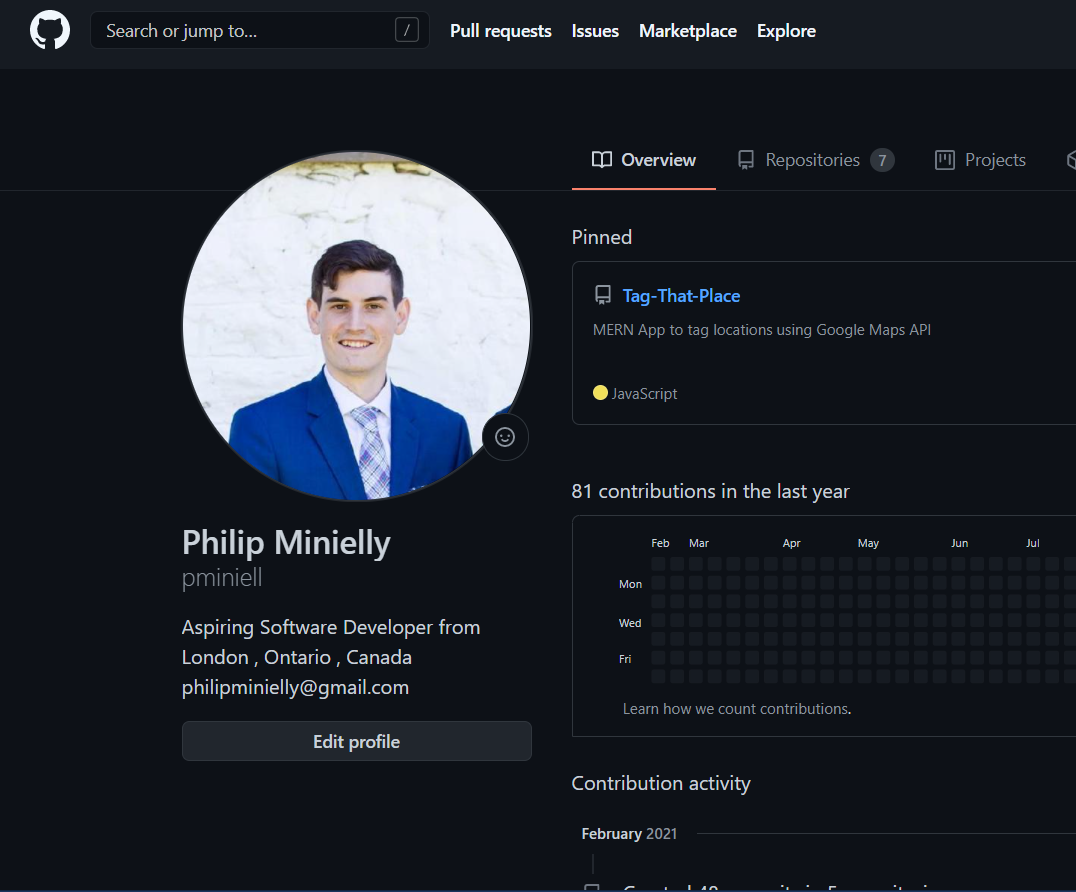 Search or jump to... /
Pull requests
Issues
Marketplace
Explore
Overview
Repositories 7
Projects
Philip Minielly
pminiell
Aspiring Software Developer from
London , Ontario , Canada
philipminielly@gmail.com
Edit profile
Pinned
Tag-That-Place
MERN App to tag locations using Google Maps API
JavaScript
81 contributions in the last year
Feb Mar Apr May Jun Jul
Mon
Wed
Fri
Learn how we count contributions.
Contribution activity
February 2021